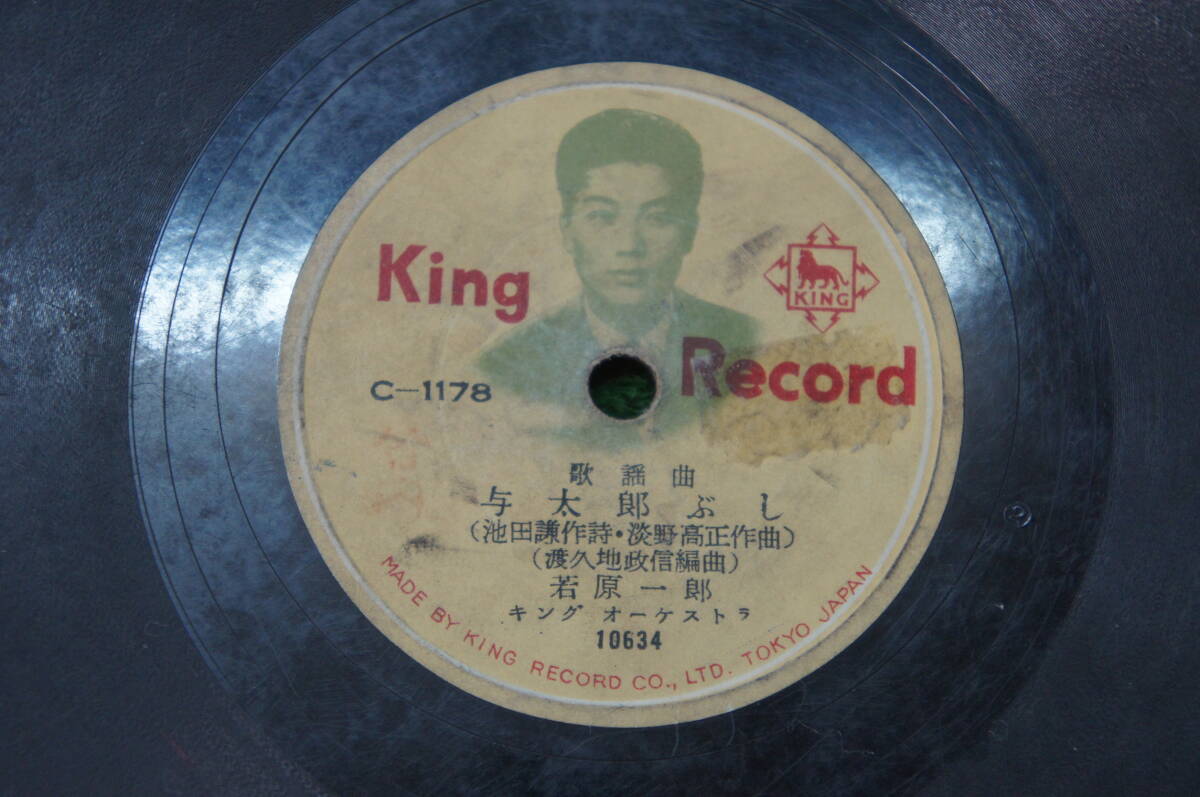 King
KING
Record
C-1178
歌謡曲
与太郎ぶし
(池田謙作詩・淡野高正作曲)
(渡久地政信編曲)
若原一郎
キング オーケストラ
10634
MADE BY KING RECORD CO., LTD. TOKYO JAPAN